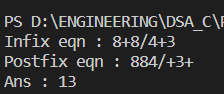 PS D:\ENGINEERING\DSA_C\
Infix eqn : 8+8/4+3
Postfix eqn : 884/+3+
Ans : 13